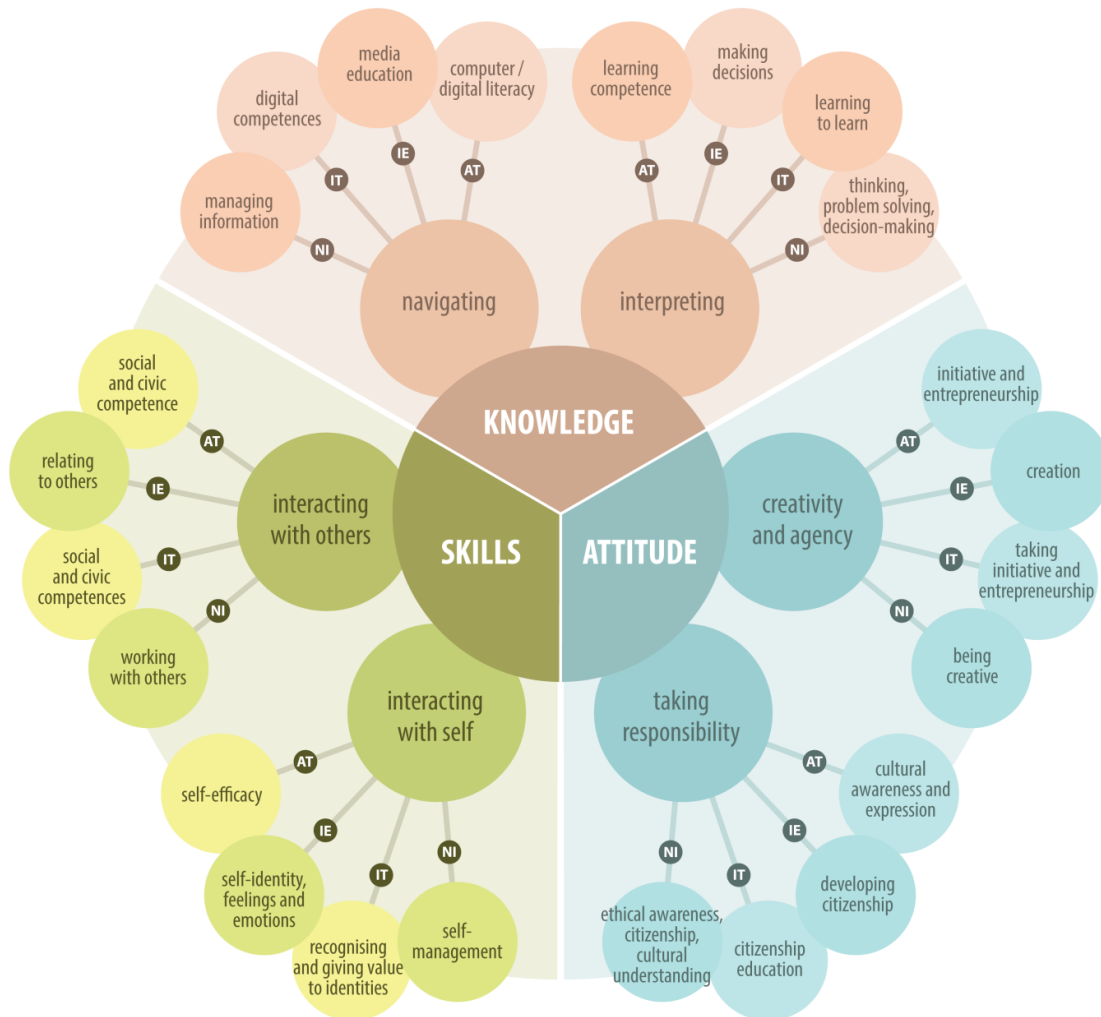 media
education
computer /
digital literacy
digital
competences
managing
information
IE
IT
AT
NI
navigating
learning
competence
making
decisions
learning
to learn
thinking,
problem solving,
decision-making
AT
IE
IT
NI
interpreting
KNOWLEDGE
SKILLS
ATTITUDE
social
and civic
competence
relating
to others
social
and civic
competences
working
with others
AT
IE
IT
NI
interacting
with others
interacting
with self
self-efficacy
self-identity,
feelings and
emotions
recognising
and giving value
to identities
self-
management
AT
IE
IT
NI
creativity
and agency
initiative and
entrepreneurship
creation
taking
initiative and
entrepreneurship
being
creative
AT
IE
IT
NI
taking
responsibility
cultural
awareness and
expression
developing
citizenship
citizenship
education
ethical awareness,
citizenship,
cultural
understanding
AT
IE
IT
NI